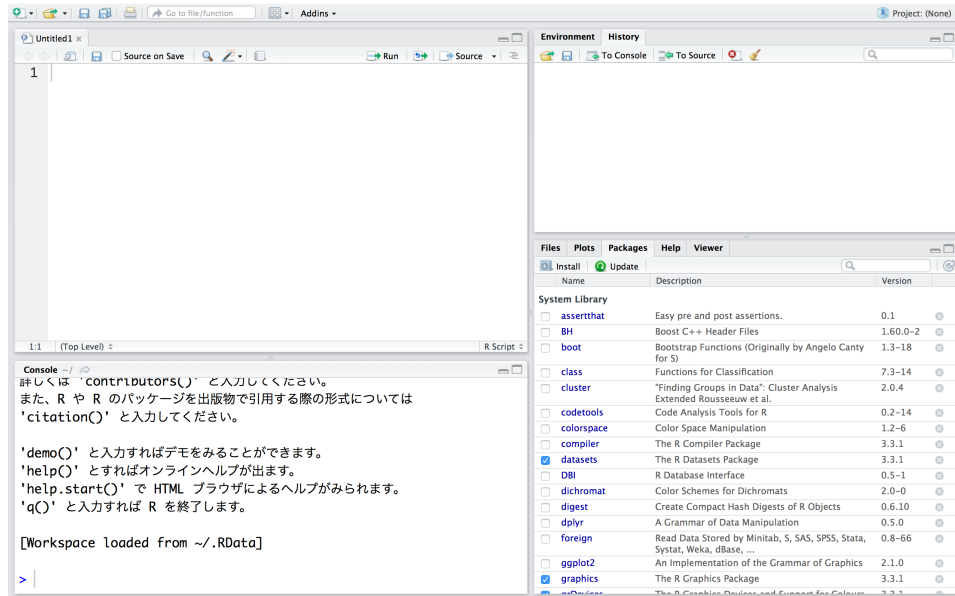 Go to file/function Addins Project: (None)
Untitled1
Source on Save Run Source
1
1:1 (Top Level) R Script
Console ~/
詳しくは 'contributors()' と入力してください。
また、R や R のパッケージを出版物で引用する際の形式については
'citation()' と入力してください。
'demo()' と入力すればデモをみることができます。
'help()' とすればオンラインヘルプが出ます。
'help.start()' で HTML ブラウザによるヘルプがみられます。
'q()' と入力すれば R を終了します。
[Workspace loaded from ~/.RData]
>
Environment History
To Console To Source
Files Plots Packages Help Viewer
Install Update
Name Description Version
System Library
assertthat Easy pre and post assertions. 0.1
BH Boost C++ Header Files 1.60.0-2
boot Bootstrap Functions (Originally by Angelo Canty 1.3-18
for S)
class Functions for Classification 7.3-14
cluster "Finding Groups in Data": Cluster Analysis 2.0.4
Extended Rousseeuw et al.
codetools Code Analysis Tools for R 0.2-14
colorspace Color Space Manipulation 1.2-6
compiler The R Compiler Package 3.3.1
datasets The R Datasets Package 3.3.1
DBI R Database Interface 0.5-1
dichromat Color Schemes for Dichromats 2.0-0
digest Create Compact Hash Digests of R Objects 0.6.10
dplyr A Grammar of Data Manipulation 0.5.0
foreign Read Data Stored by Minitab, S, SAS, SPSS, Stata, 0.8-66
Systat, Weka, dBase, ...
ggplot2 An Implementation of the Grammar of Graphics 2.1.0
graphics The R Graphics Package 3.3.1
grDevices The R Graphics Devices and Support for Colours 3.3.1